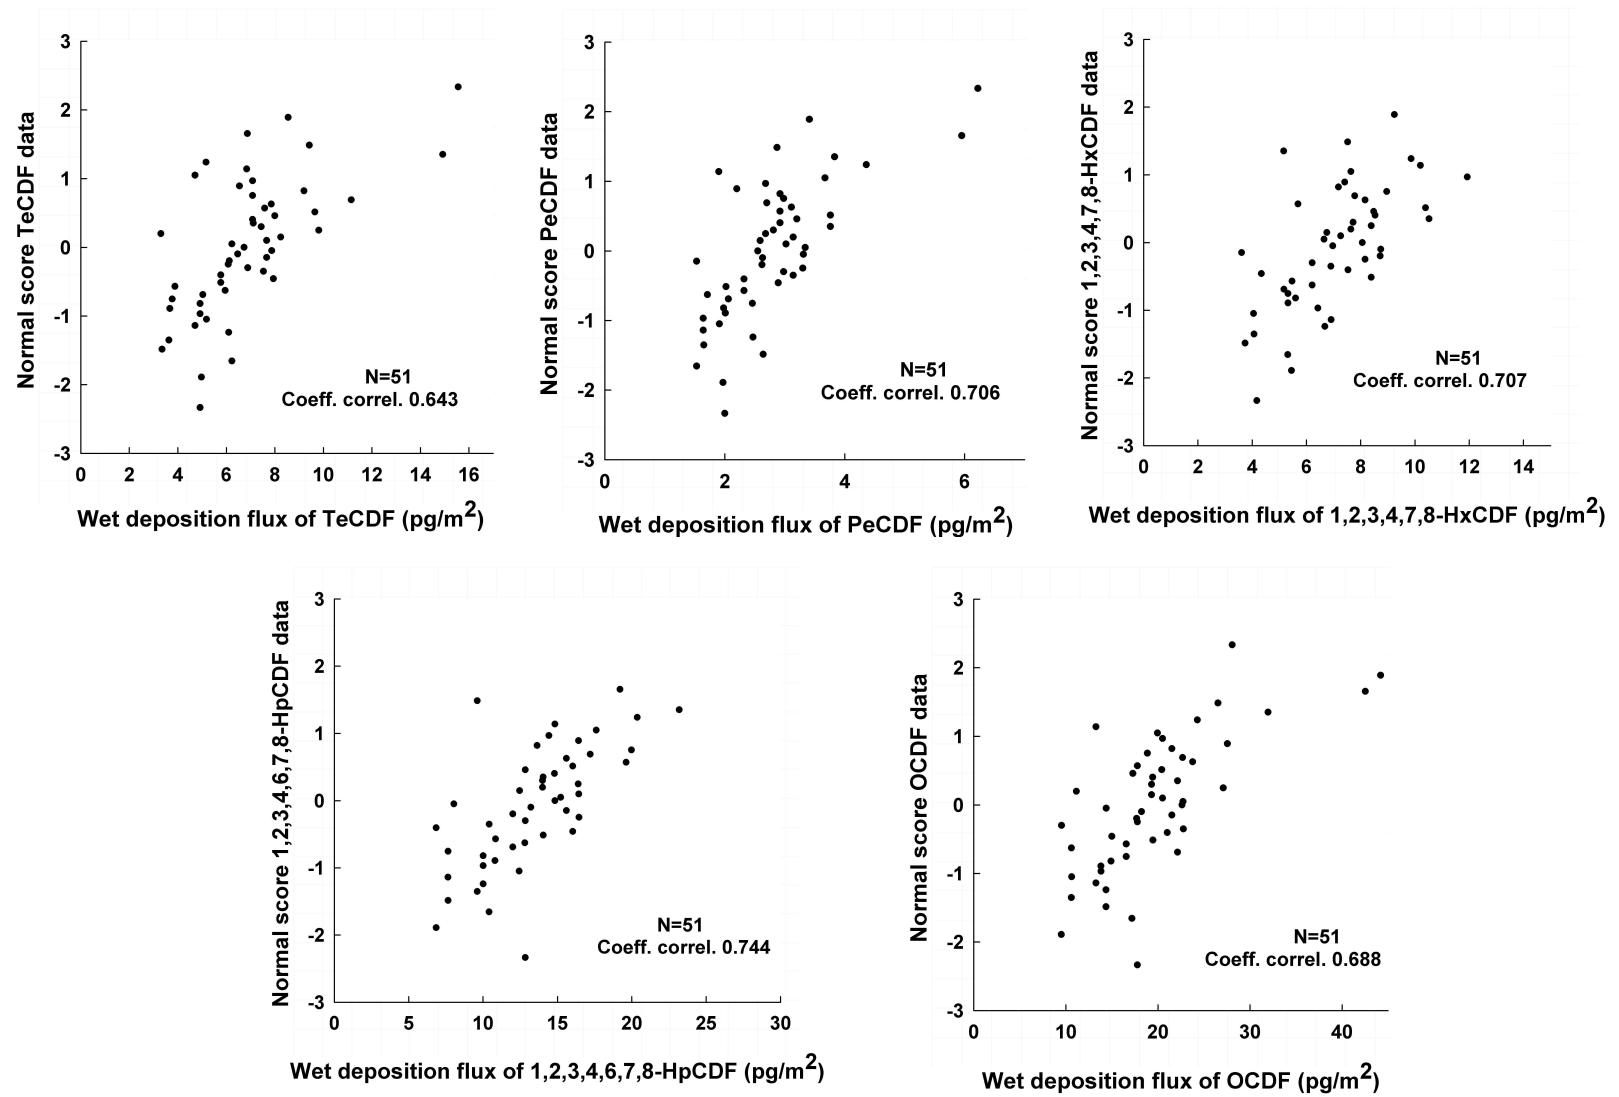 3
2
1
0
-1
-2
-3
Normal score TeCDF data
N=51
Coeff. correl. 0.643
0 2 4 6 8 10 12 14 16
Wet deposition flux of TeCDF (pg/m2)
3
2
1
0
-1
-2
-3
Normal score PeCDF data
N=51
Coeff. correl. 0.706
0 2 4 6
Wet deposition flux of PeCDF (pg/m2)
3
2
1
0
-1
-2
-3
Normal score 1,2,3,4,7,8-HxCDF data
N=51
Coeff. correl. 0.707
0 2 4 6 8 10 12 14
Wet deposition flux of 1,2,3,4,7,8-HxCDF (pg/m2)
3
2
1
0
-1
-2
-3
Normal score 1,2,3,4,6,7,8-HpCDF data
N=51
Coeff. correl. 0.744
0 5 10 15 20 25 30
Wet deposition flux of 1,2,3,4,6,7,8-HpCDF (pg/m2)
3
2
1
0
-1
-2
-3
Normal score OCDF data
N=51
Coeff. correl. 0.688
0 10 20 30 40
Wet deposition flux of OCDF (pg/m2)